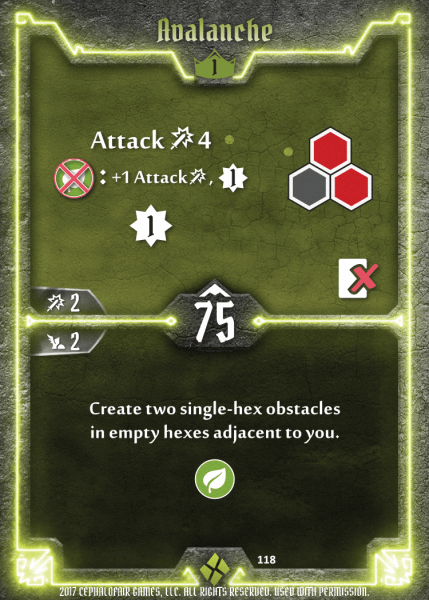 Avalanche
1
Attack 4
: +1 Attack, 1
1
2
75
2
Create two single-hex obstacles
in empty hexes adjacent to you.
118
2017 CEPHALOFAIR GAMES, LLC. ALL RIGHTS RESERVED. USED WITH PERMISSION.